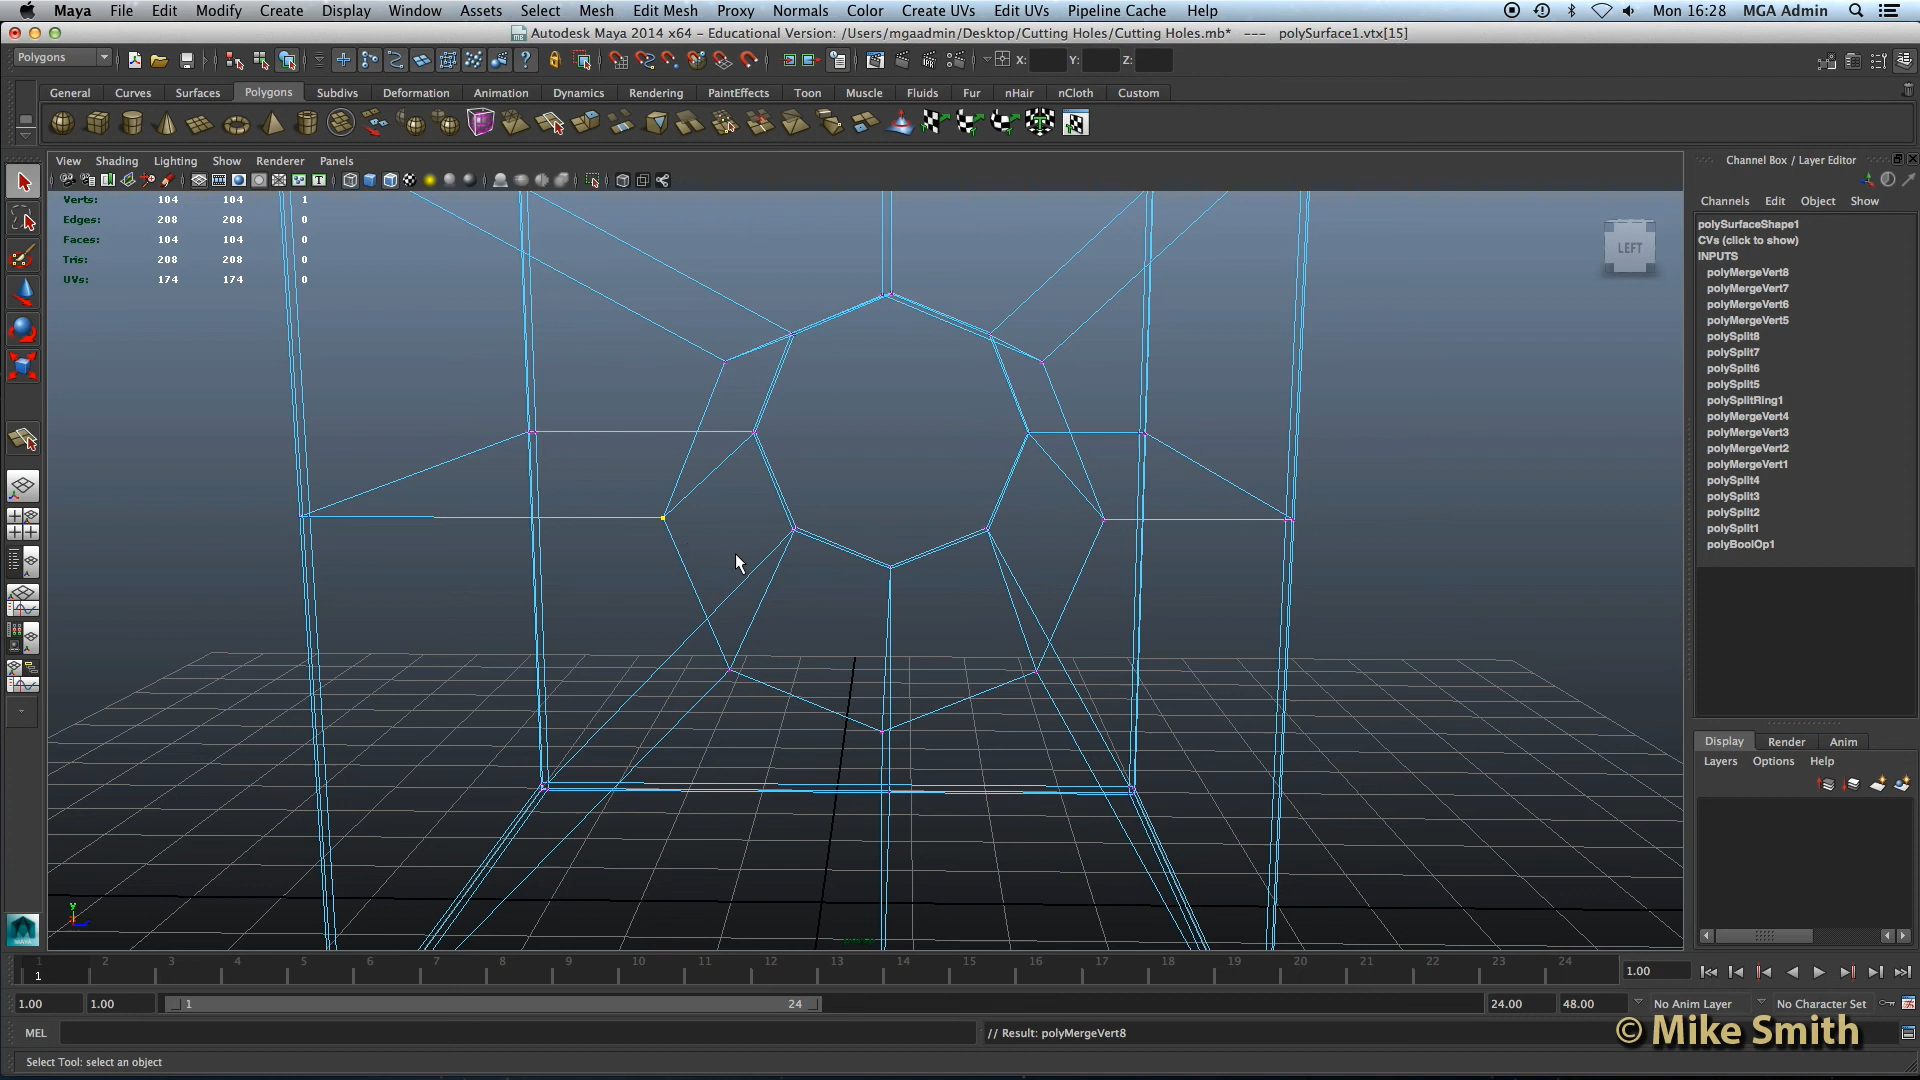 Maya File Edit Modify Create Display Window Assets Select Mesh Edit Mesh Proxy Normals Color Create UVs Edit UVs Pipeline Cache Help Mon 16:28 MGA Admin
Autodesk Maya 2014 x64 – Educational Version: /Users/mgaadmin/Desktop/Cutting Holes/Cutting Holes.mb* --- polySurface1.vtx[15]
Polygons X: Y: Z:
General Curves Surfaces Polygons Subdivs Deformation Animation Dynamics Rendering PaintEffects Toon Muscle Fluids Fur nHair nCloth Custom
View Shading Lighting Show Renderer Panels
Channel Box / Layer Editor
Channels Edit Object Show
Verts: 104 104 1
Edges: 208 208 0
Faces: 104 104 0
Tris: 208 208 0
UVs: 174 174 0
LEFT
polySurfaceShape1
CVs (click to show)
INPUTS
polyMergeVert8
polyMergeVert7
polyMergeVert6
polyMergeVert5
polySplit8
polySplit7
polySplit6
polySplit5
polySplitRing1
polyMergeVert4
polyMergeVert3
polyMergeVert2
polyMergeVert1
polySplit4
polySplit3
polySplit2
polySplit1
polyBoolOp1
Display Render Anim
Layers Options Help
y
1 2 3 4 5 6 7 8 9 10 11 12 13 14 15 16 17 18 19 20 21 22 23 24 1.00
1
1.00 1.00 1 24 24.00 48.00 No Anim Layer No Character Set
MEL // Result: polyMergeVert8
© Mike Smith
Select Tool: select an object